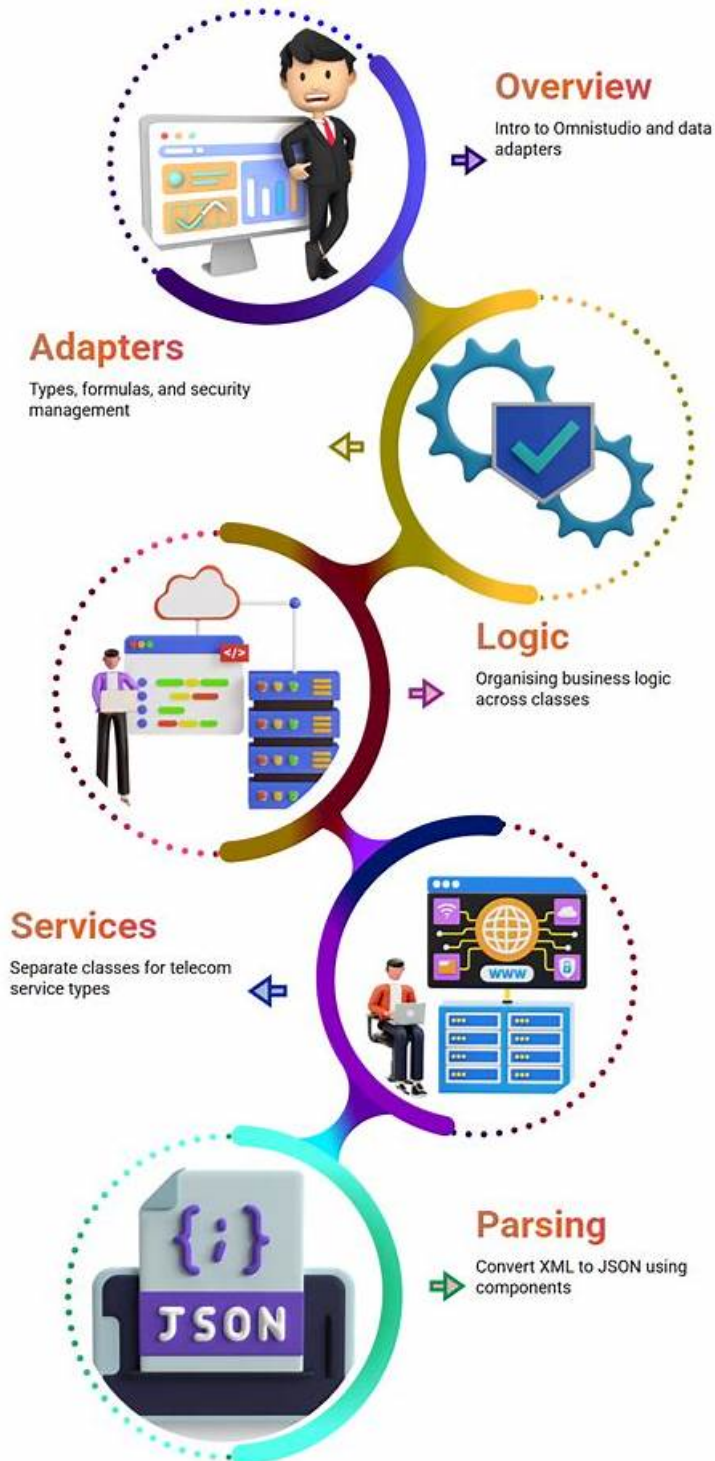 Overview
Intro to Omnistudio and data
adapters
Adapters
Types, formulas, and security
management
</>
Logic
Organising business logic
across classes
Services
Separate classes for telecom
service types
www
Parsing
Convert XML to JSON using
components
{;}
JSON